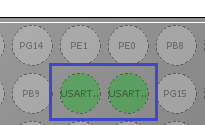 PG14 PE1 PE0 PB8
PB9 USART.. USART.. PG15